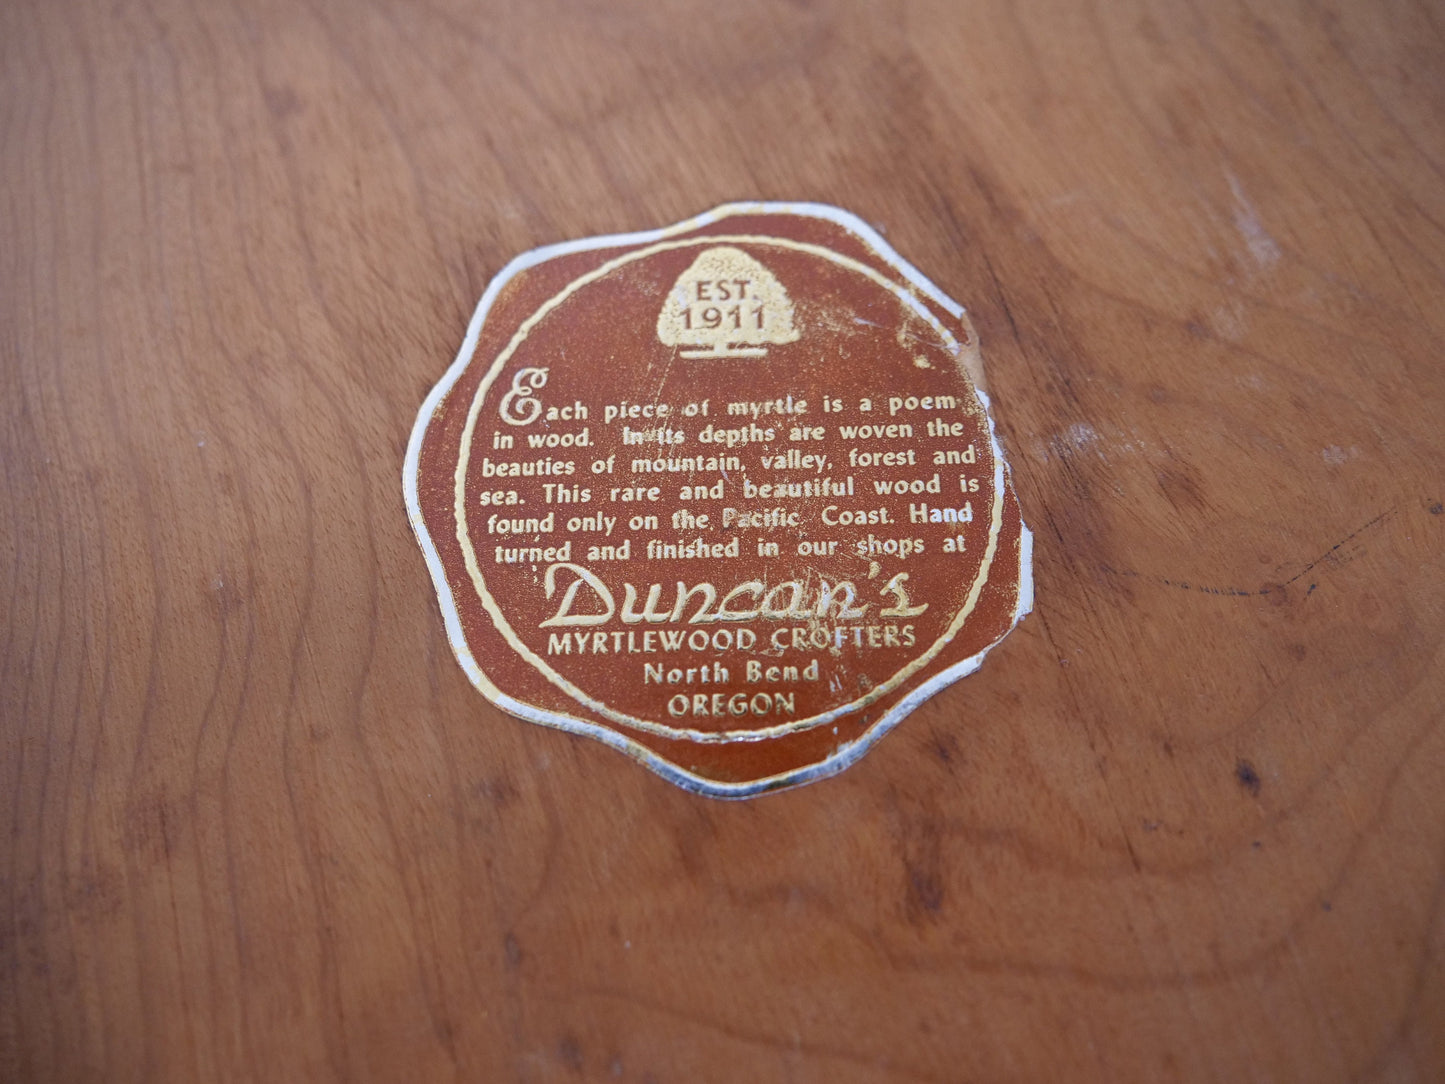 EST.
1911
Each piece of myrtle is a poem
in wood. In its depths are woven the
beauties of mountain, valley, forest and
sea. This rare and beautiful wood is
found only on the Pacific Coast. Hand
turned and finished in our shops at
Duncan's
MYRTLEWOOD CROFTERS
North Bend
OREGON